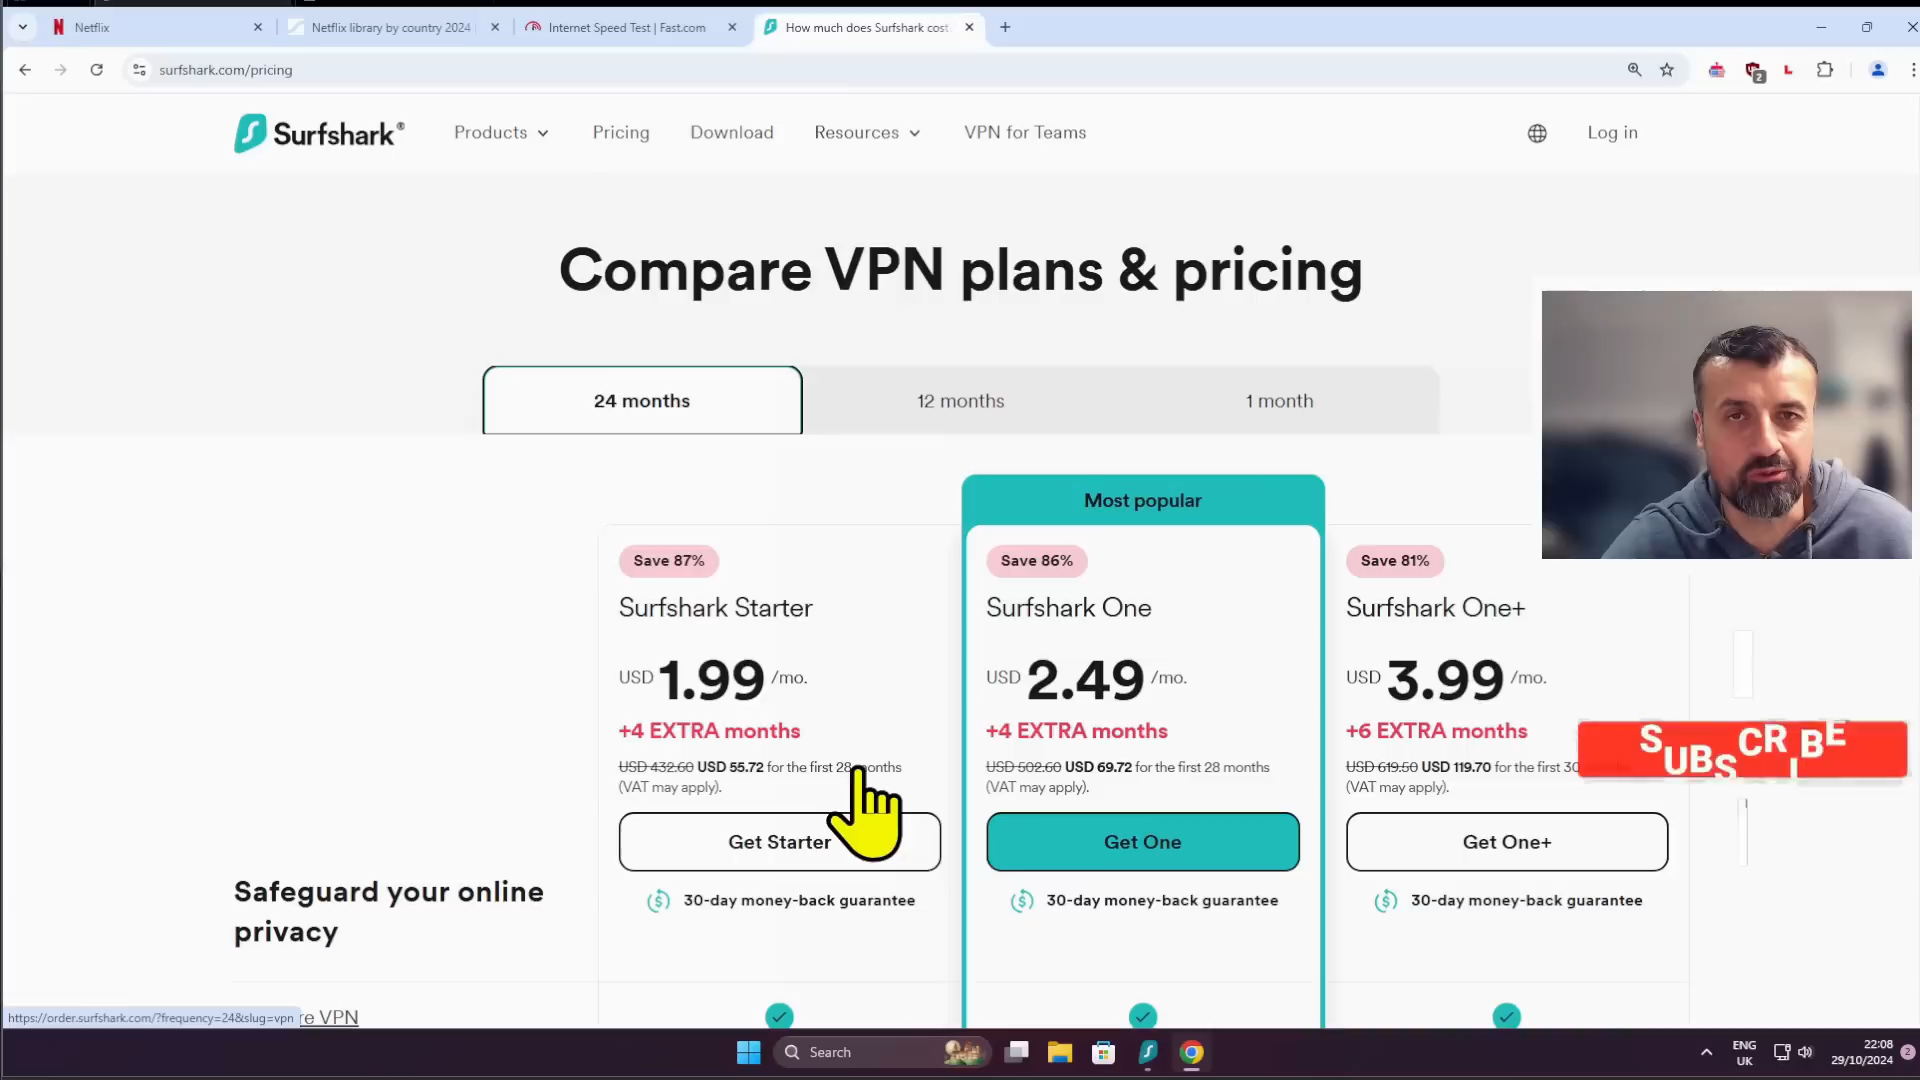 Netflix
Netflix library by country 2024
Internet Speed Test | Fast.com
How much does Surfshark cost
surfshark.com/pricing
2
L
Surfshark®
Products
Pricing
Download
Resources
VPN for Teams
Log in
Compare VPN plans & pricing
24 months
12 months
1 month
Most popular
Save 87%
Save 86%
Save 81%
Surfshark Starter
Surfshark One
Surfshark One+
USD 1.99 /mo.
USD 2.49 /mo.
USD 3.99 /mo.
+4 EXTRA months
+4 EXTRA months
+6 EXTRA months
SUBSCRIBE
USD 432.60 USD 55.72 for the first 28 months
(VAT may apply).
USD 502.60 USD 69.72 for the first 28 months
(VAT may apply).
USD 619.50 USD 119.70 for the first 30
(VAT may apply).
Get Starter
Get One
Get One+
30-day money-back guarantee
30-day money-back guarantee
30-day money-back guarantee
Safeguard your online
privacy
https://order.surfshark.com/?frequency=24&slug=vpn
re VPN
Search
ENG
UK
22:08
29/10/2024
2